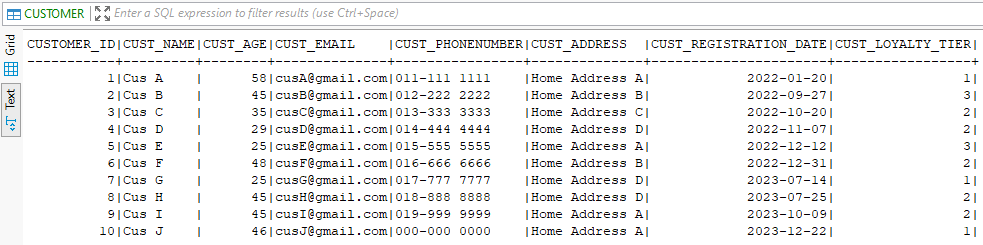 CUSTOMER Enter a SQL expression to filter results (use Ctrl+Space)
Grid
Text
CUSTOMER_ID|CUST_NAME|CUST_AGE|CUST_EMAIL    |CUST_PHONENUMBER|CUST_ADDRESS  |CUST_REGISTRATION_DATE|CUST_LOYALTY_TIER|
-----------+---------+--------+--------------+----------------+--------------+----------------------+-----------------+
          1|Cus A    |      58|cusA@gmail.com|011-111 1111    |Home Address A|            2022-01-20|                1|
          2|Cus B    |      45|cusB@gmail.com|012-222 2222    |Home Address B|            2022-09-27|                3|
          3|Cus C    |      35|cusC@gmail.com|013-333 3333    |Home Address C|            2022-10-20|                2|
          4|Cus D    |      29|cusD@gmail.com|014-444 4444    |Home Address D|            2022-11-07|                2|
          5|Cus E    |      25|cusE@gmail.com|015-555 5555    |Home Address A|            2022-12-12|                3|
          6|Cus F    |      48|cusF@gmail.com|016-666 6666    |Home Address B|            2022-12-31|                2|
          7|Cus G    |      25|cusG@gmail.com|017-777 7777    |Home Address D|            2023-07-14|                1|
          8|Cus H    |      45|cusH@gmail.com|018-888 8888    |Home Address D|            2023-07-25|                2|
          9|Cus I    |      45|cusI@gmail.com|019-999 9999    |Home Address A|            2023-10-09|                2|
         10|Cus J    |      46|cusJ@gmail.com|000-000 0000    |Home Address A|            2023-12-22|                1|